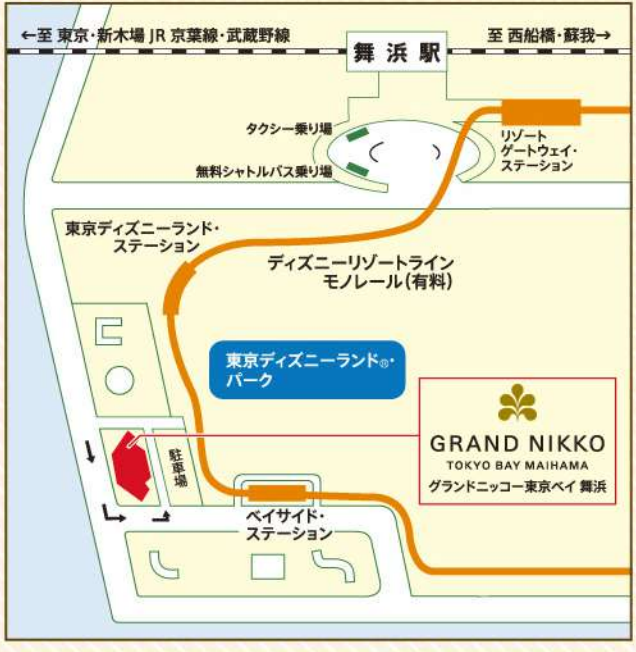 ←至 東京・新木場 JR 京葉線・武蔵野線
舞浜駅
至 西船橋・蘇我→
タクシー乗り場
無料シャトルバス乗り場
リゾート
ゲートウェイ・
ステーション
東京ディズニーランド・
ステーション
ディズニーリゾートライン
モノレール(有料)
東京ディズニーランド®・
パーク
GRAND NIKKO
TOKYO BAY MAIHAMA
グランドニッコー東京ベイ 舞浜
駐車場
ベイサイド・
ステーション